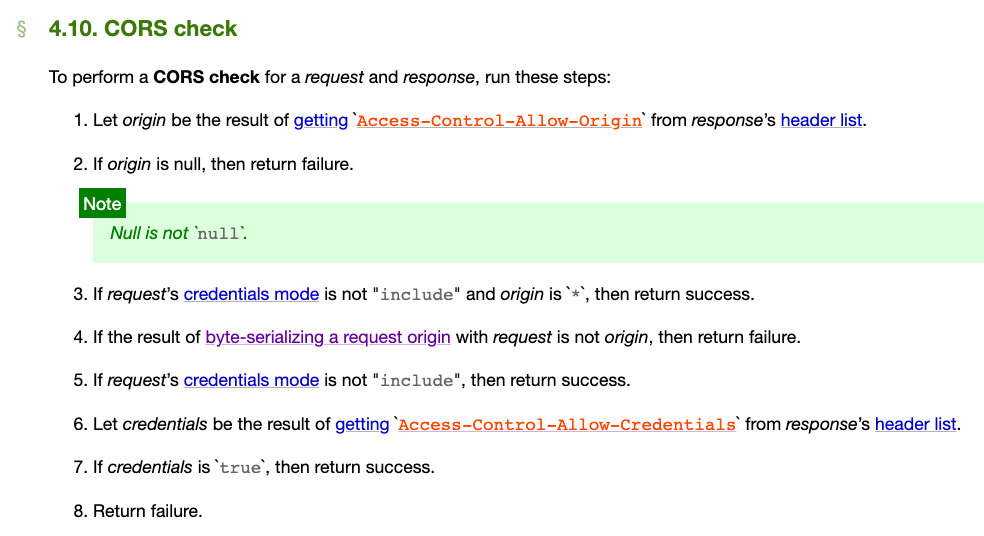 § 4.10. CORS check
To perform a CORS check for a request and response, run these steps:
1. Let origin be the result of getting `Access-Control-Allow-Origin` from response's header list.
2. If origin is null, then return failure.
Note
Null is not `null`.
3. If request's credentials mode is not "include" and origin is `*`, then return success.
4. If the result of byte-serializing a request origin with request is not origin, then return failure.
5. If request's credentials mode is not "include", then return success.
6. Let credentials be the result of getting `Access-Control-Allow-Credentials` from response's header list.
7. If credentials is `true`, then return success.
8. Return failure.